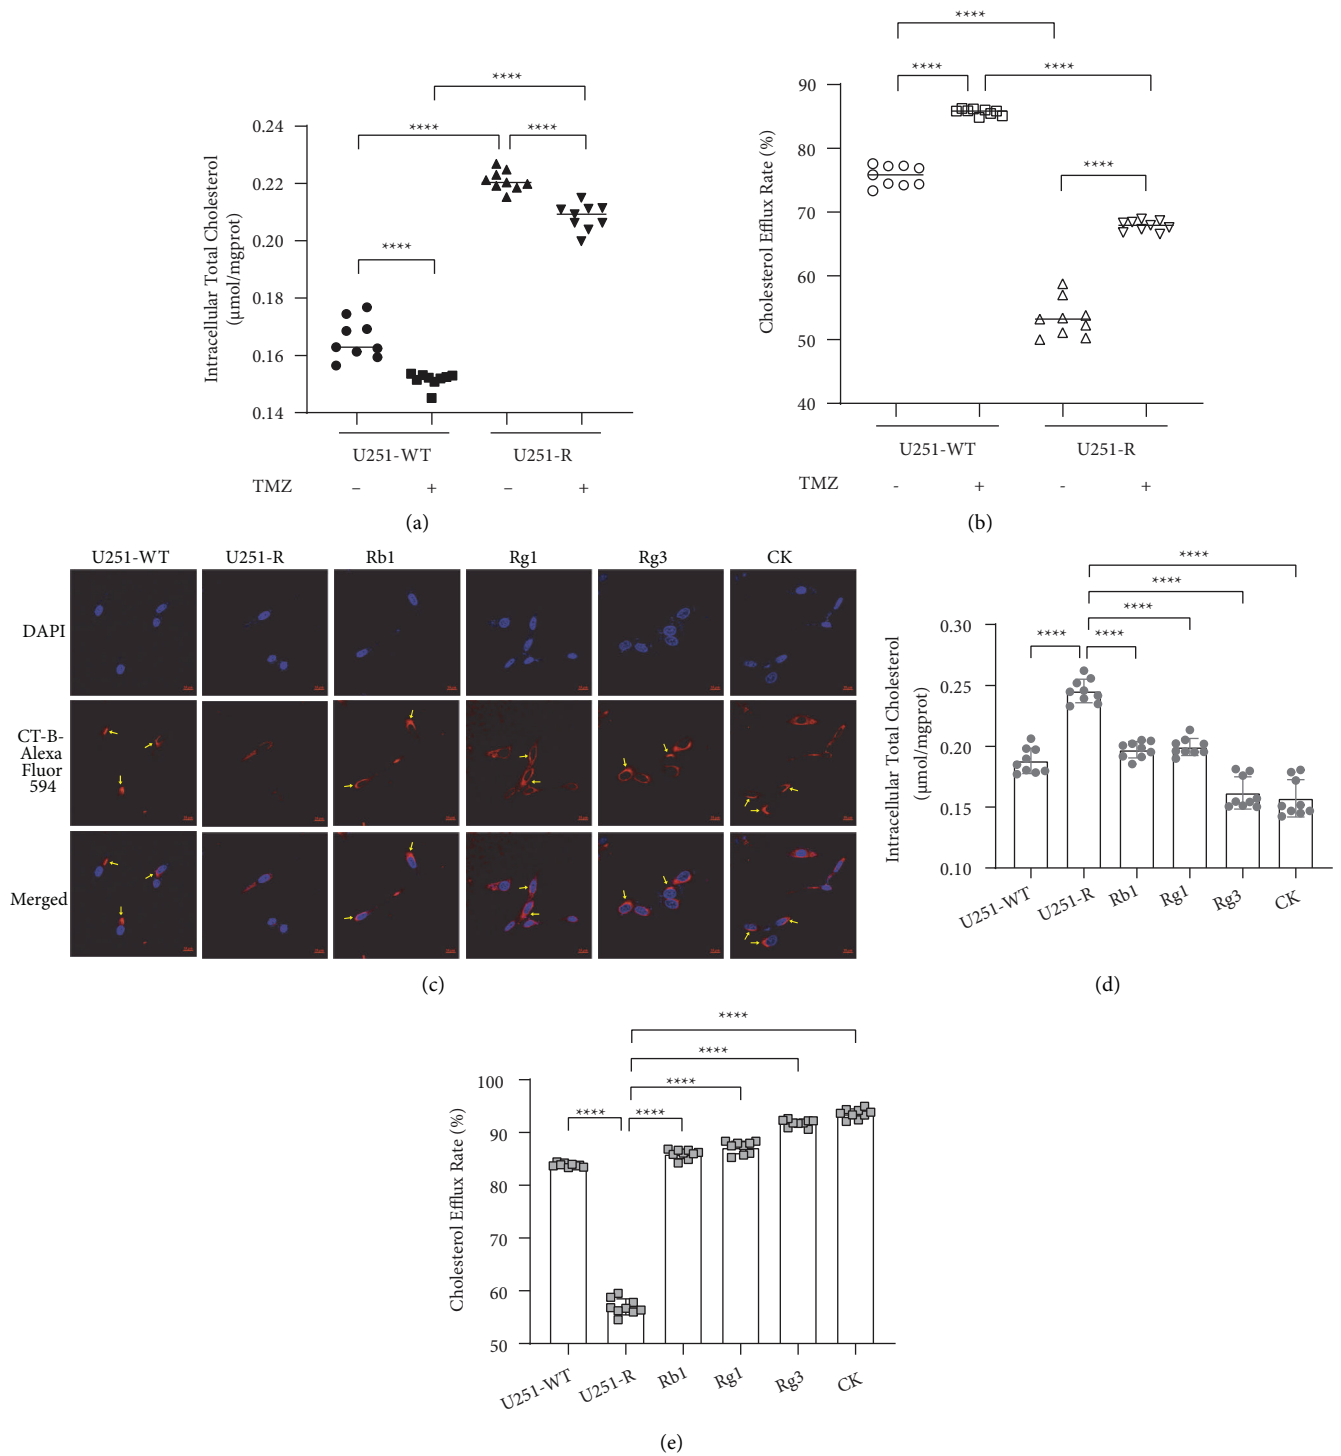 ****
****
****
****
0.24
0.22
0.20
0.18
0.16
0.14
Intracellular Total Cholesterol
(μmol/mgprot)
U251-WT
U251-R
TMZ
–
+
–
+
(a)
****
****
****
****
90
80
70
60
50
40
Cholesterol Efflux Rate (%)
U251-WT
U251-R
TMZ
-
+
-
+
(b)
U251-WT
U251-R
Rb1
Rg1
Rg3
CK
DAPI
CT-B-
Alexa
Fluor
594
Merged
(c)
****
****
****
****
****
0.30
0.25
0.20
0.15
0.10
Intracellular Total Cholesterol
(μmol/mgprot)
U251-WT
U251-R
Rb1
Rg1
Rg3
CK
(d)
****
****
****
****
****
100
90
80
70
60
50
Cholesterol Efflux Rate (%)
U251-WT
U251-R
Rb1
Rg1
Rg3
CK
(e)